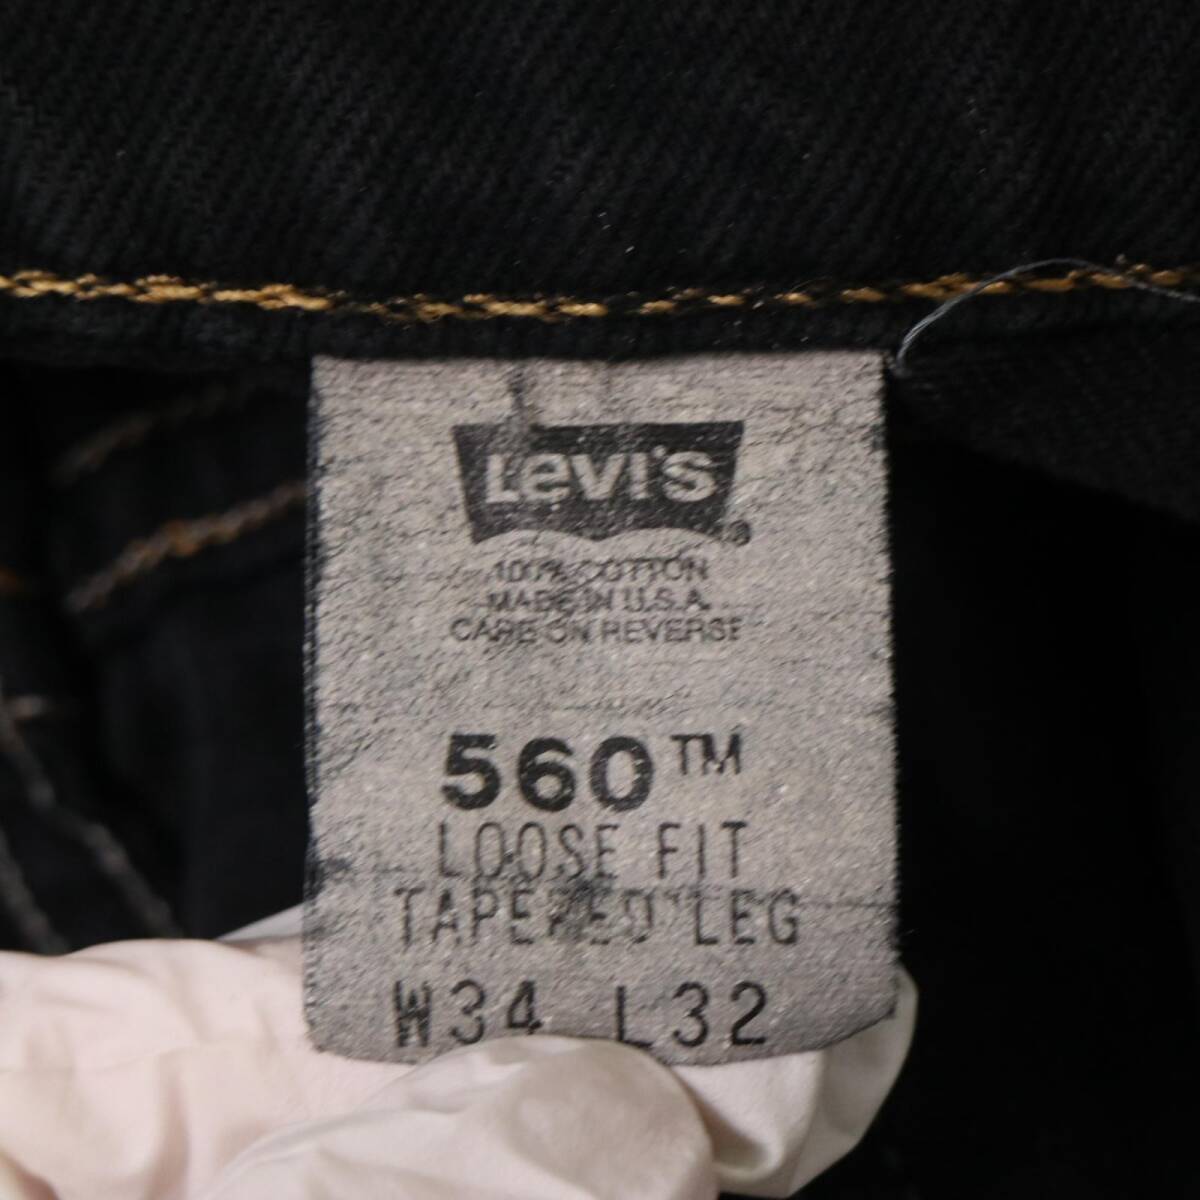 LEVI'S®
100% COTTON
MADE IN U.S.A.
CARE ON REVERSE
560™
LOOSE FIT
TAPERED LEG
W34 L32